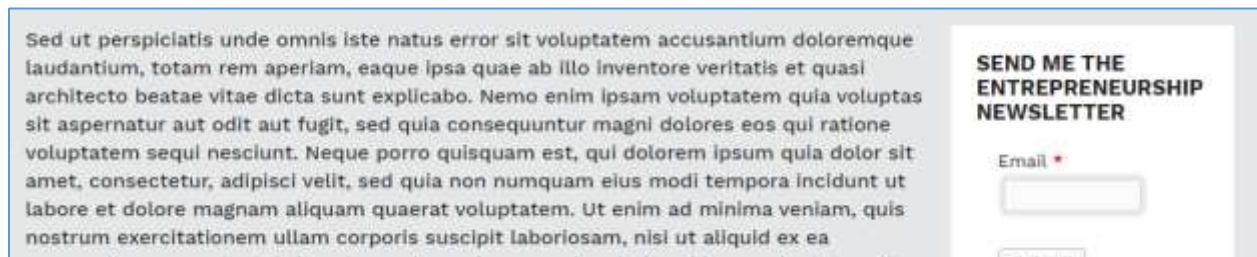 Sed ut perspiciatis unde omnis iste natus error sit voluptatem accusantium doloremque
laudantium, totam rem aperiam, eaque ipsa quae ab illo inventore veritatis et quasi
architecto beatae vitae dicta sunt explicabo. Nemo enim ipsam voluptatem quia voluptas
sit aspernatur aut odit aut fugit, sed quia consequuntur magni dolores eos qui ratione
voluptatem sequi nesciunt. Neque porro quisquam est, qui dolorem ipsum quia dolor sit
amet, consectetur, adipisci velit, sed quia non numquam eius modi tempora incidunt ut
labore et dolore magnam aliquam quaerat voluptatem. Ut enim ad minima veniam, quis
nostrum exercitationem ullam corporis suscipit laboriosam, nisi ut aliquid ex ea
SEND ME THE
ENTREPRENEURSHIP
NEWSLETTER
Email *